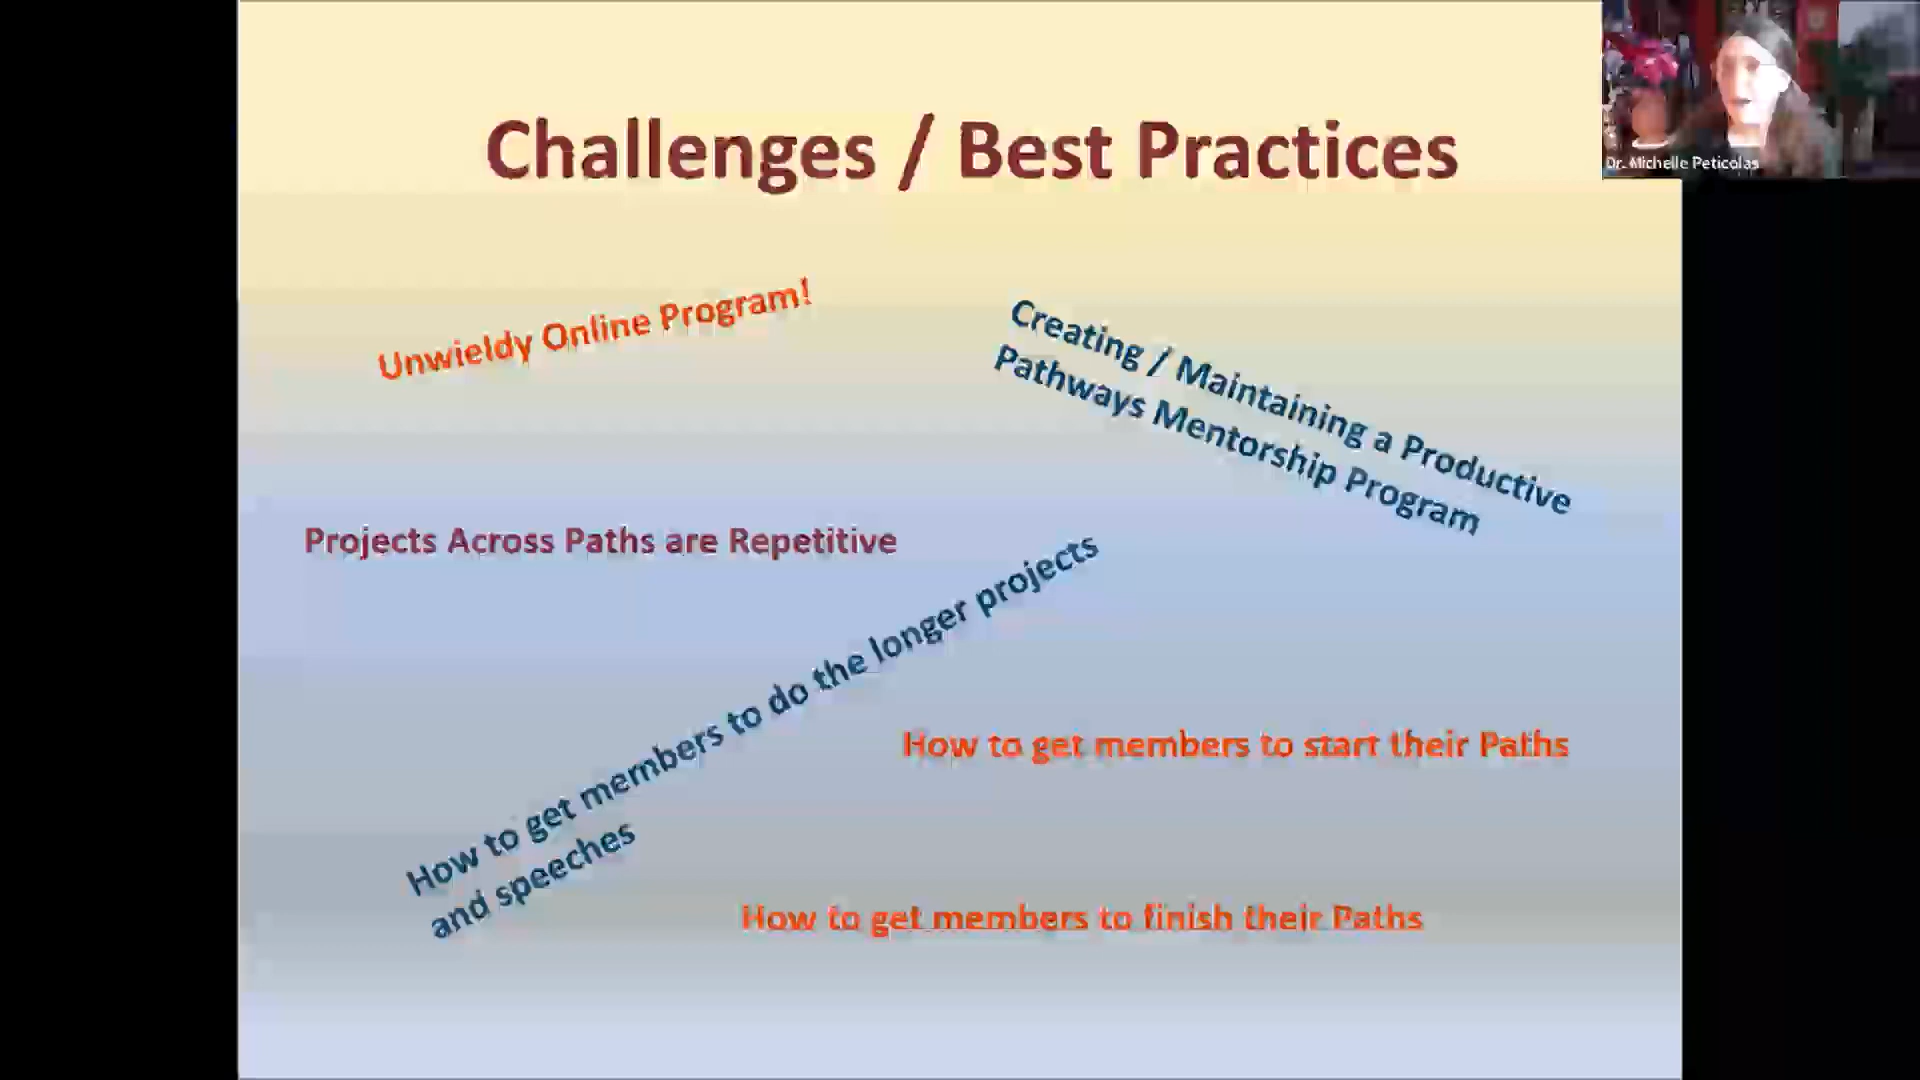 Challenges / Best Practices
Dr. Michelle Peticolas
Unwieldy Online Program!
Creating / Maintaining a Productive
Pathways Mentorship Program
Projects Across Paths are Repetitive
How to get members to do the longer projects
and speeches
How to get members to start their Paths
How to get members to finish their Paths